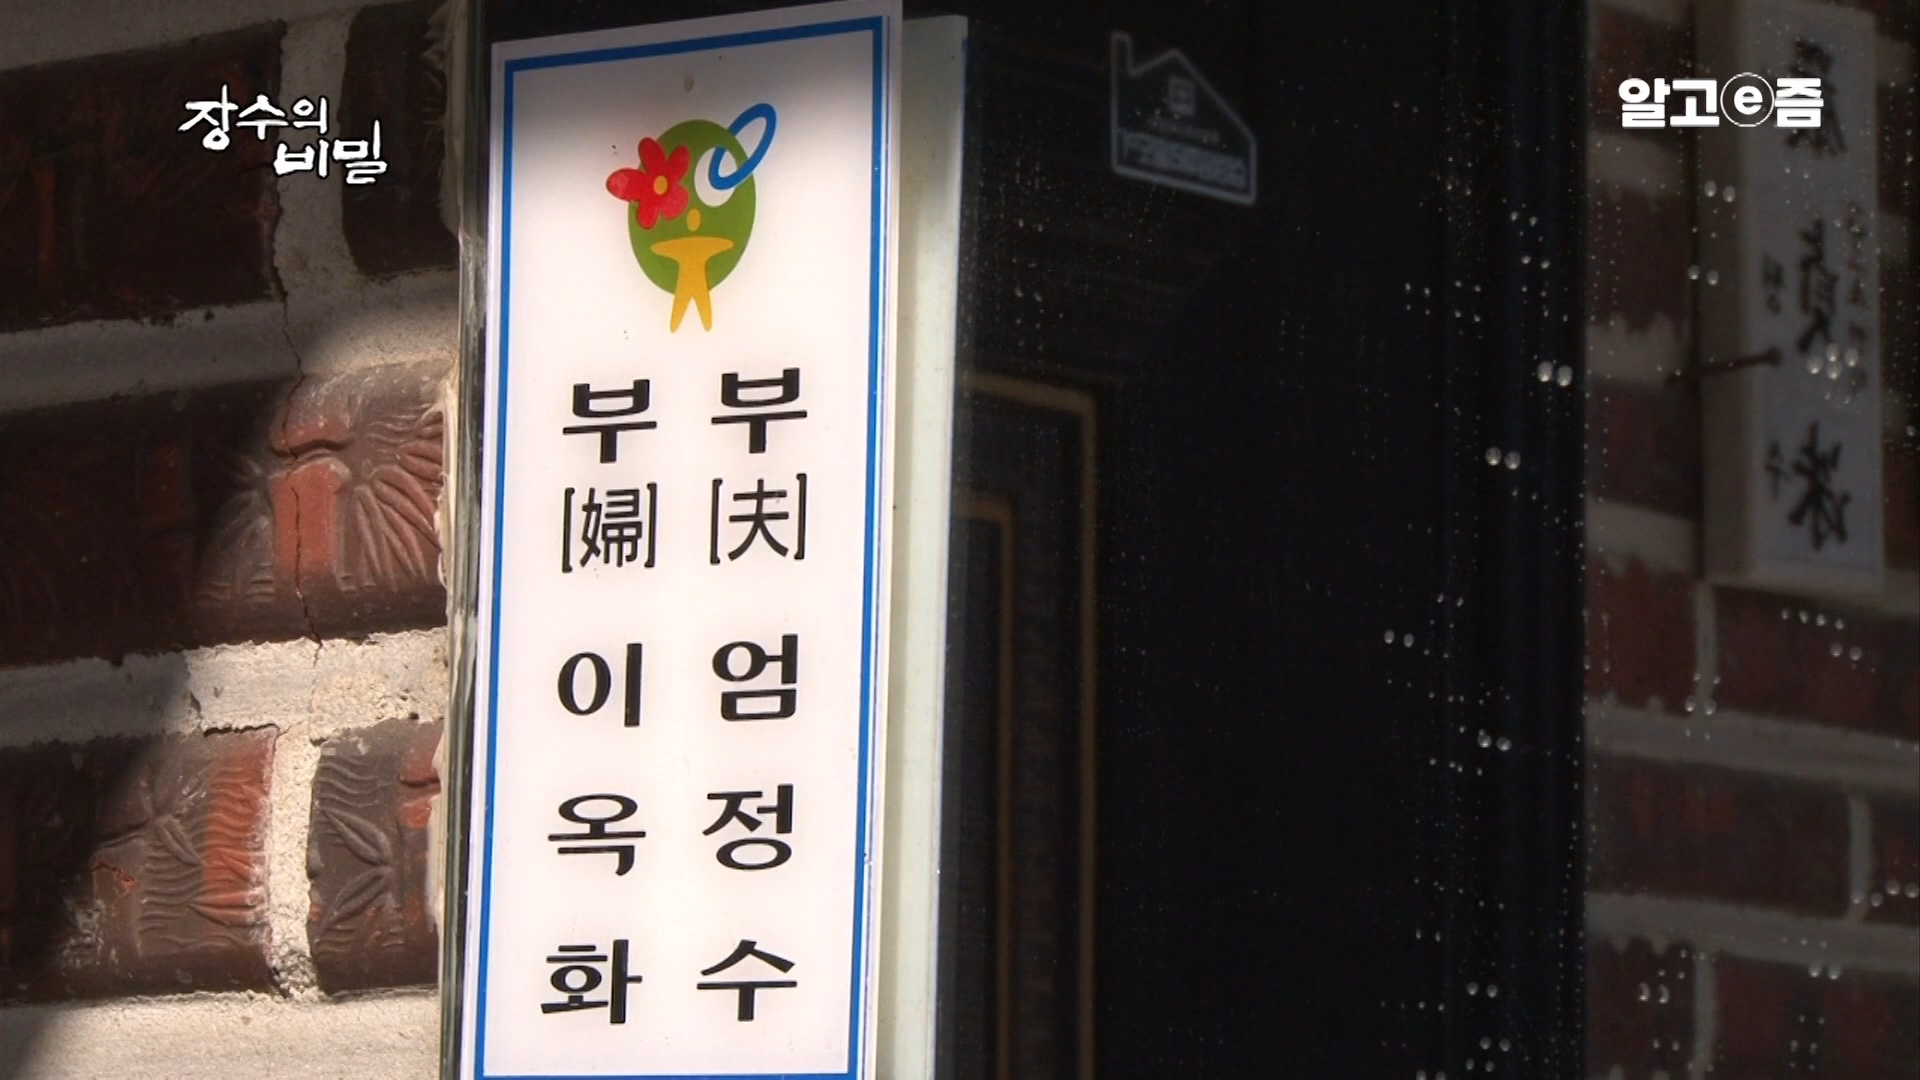 장수의
비밀
알고e즘
부[夫] 엄정수
부[婦] 이옥화